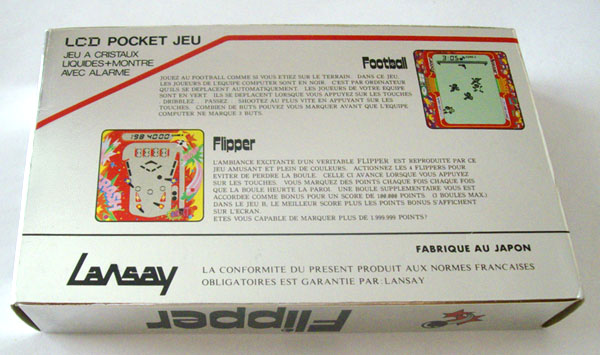 LCD POCKET JEU
JEU A CRISTAUX
LIQUIDES+MONTRE
AVEC ALARME
Football
3:05
JOUEZ AU FOOTBALL COMME SI VOUS ETIEZ SUR LE TERRAIN. DANS CE JEU
LES JOUEURS DE L'EQUIPE COMPUTER SONT EN NOIR. C'EST PAR ORDINATEUR
QU'ILS SE DÉPLACENT AUTOMATIQUEMENT. LES JOUEURS DE VOTRE EQUIPE
SONT EN VERT. ILS SE DEPLACENT LORSQUE VOUS APPUYEZ SUR LES TOUCHES
. DRIBBLEZ . PASSEZ . SHOOTEZ AU PLUS VITE EN APPUYANT SUR LES
TOUCHES. COMBIEN DE BUTS POUVEZ VOUS MARQUER AVANT QUE L'EQUIPE
COMPUTER NE MARQUE 3 BUTS.
Flipper
1984000
L'AMBIANCE EXCITANTE D'UN VERITABLE FLIPPER EST REPRODUITE PAR CE
JEU AMUSANT ET PLEIN DE COULEURS. ACTIONNEZ LES 4 FLIPPERS POUR
EVITER DE PERDRE LA BOULE. CELLE CI AVANCE LORSQUE VOUS APPUYEZ
SUR LES TOUCHES. VOUS MARQUEZ DES POINTS CHAQUE FOIS CHAQUE FOIS
QUE LA BOULE HEURTE LA PAROI. UNE BOULE SUPPLEMENTAIRE VOUS EST
ACCORDÉE COMME BONUS POUR UN SCORE DE 100.000 POINTS. (3 BOULES MAX.)
DANS LE JEU B. LE MEILLEUR SCORE PLUS LES POINTS BONUS S'AFFICHENT
SUR L'ECRAN.
ETES VOUS CAPABLE DE MARQUER PLUS DE 1.999.999 POINTS?
FABRIQUE AU JAPON
Lansay
LA CONFORMITE DU PRESENT PRODUIT AUX NORMES FRANCAISES
OBLIGATOIRES EST GARANTIE PAR: LANSAY
Flipper